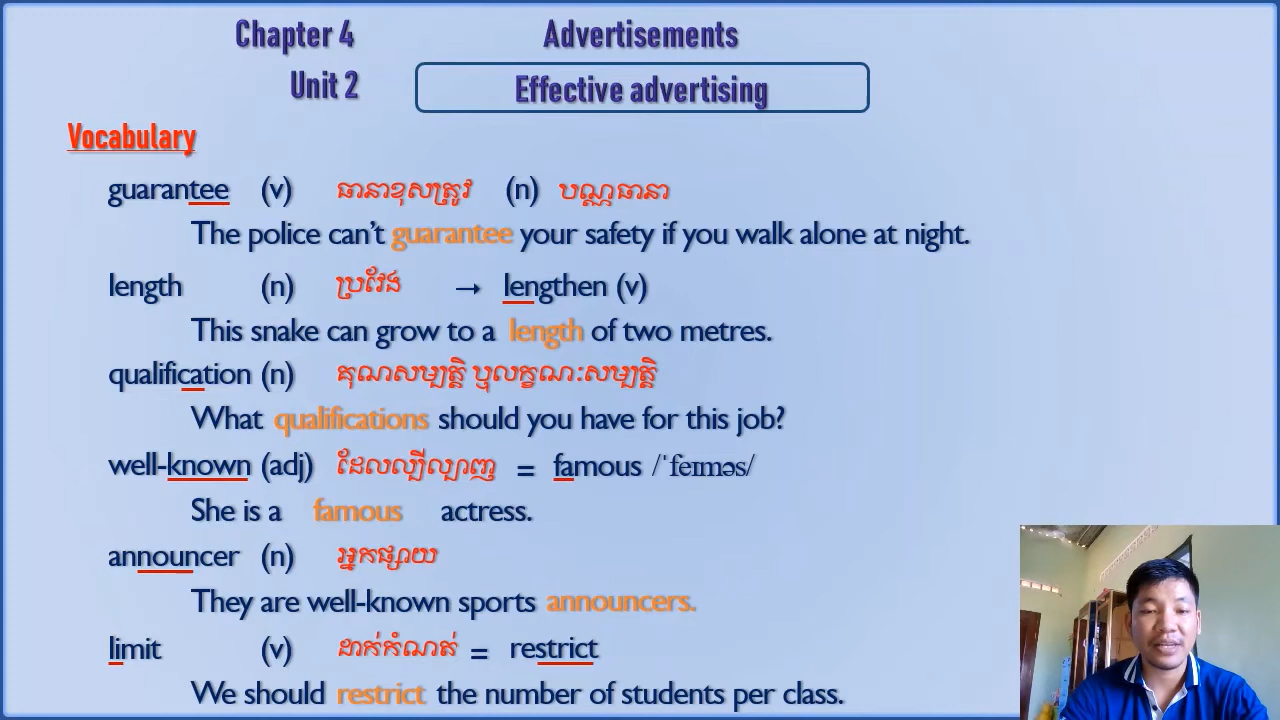 Chapter 4 Advertisements
Unit 2 Effective advertising
Vocabulary
guarantee (v) ធានាខុសត្រូវ (n) បណ្ណធានា
The police can't guarantee your safety if you walk alone at night.
length (n) ប្រវែង → lengthen (v)
This snake can grow to a length of two metres.
qualification (n) គុណសម្បត្តិ ឬលក្ខណៈសម្បត្តិ
What qualifications should you have for this job?
well-known (adj) ដែលល្បីល្បាញ = famous /ˈfeɪməs/
She is a famous actress.
announcer (n) អ្នកផ្សាយ
They are well-known sports announcers.
limit (v) ដាក់កំណត់ = restrict
We should restrict the number of students per class.